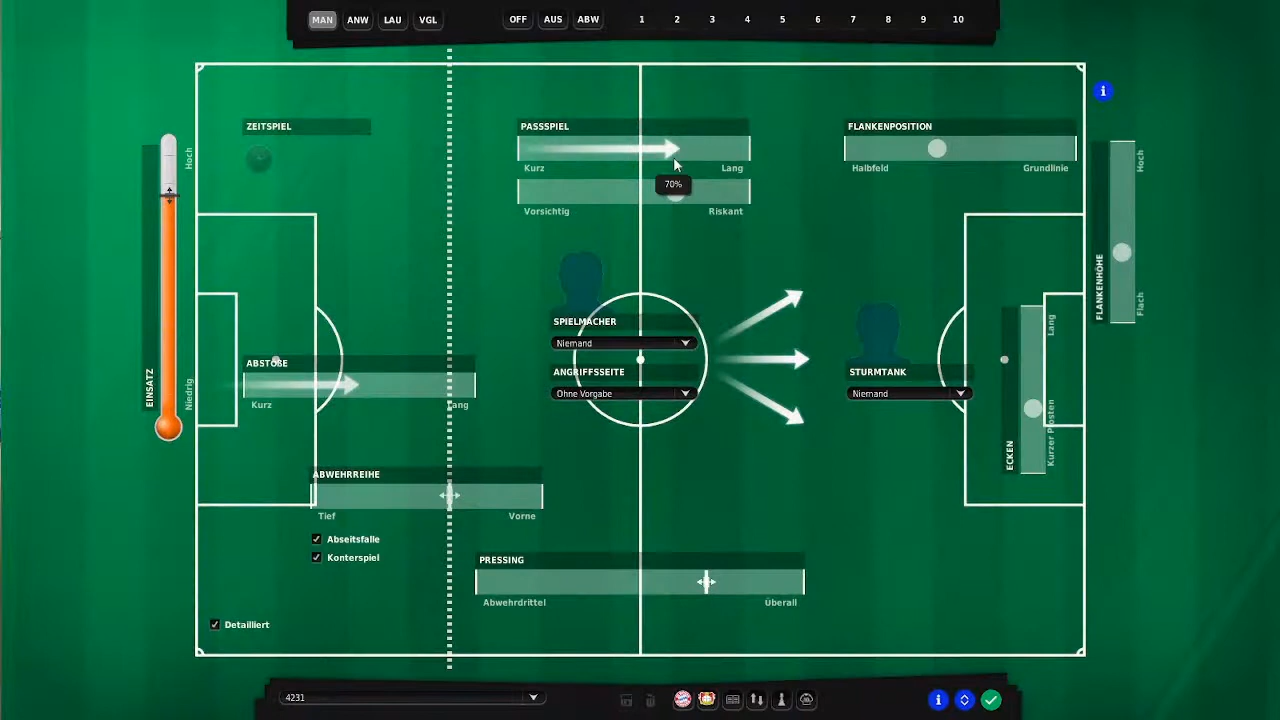 MAN ANW LAU VGL OFF AUS ABW 1 2 3 4 5 6 7 8 9 10
ZEITSPIEL
PASSSPIEL
Kurz Lang
70%
Vorsichtig Riskant
FLANKENPOSITION
Halbfeld Grundlinie
Hoch
EINSATZ
Niedrig
Hoch
FLANKENHÖHE
Flach
SPIELMACHER
Niemand
ANGRIFFSSEITE
Ohne Vorgabe
STURMTANK
Niemand
ABSTÖßE
Kurz Lang
Lang
ECKEN
Kurzer Pfosten
ABWEHRREIHE
Tief Vorne
Abseitsfalle
Konterspiel
PRESSING
Abwehrdrittel Überall
Detailliert
4231